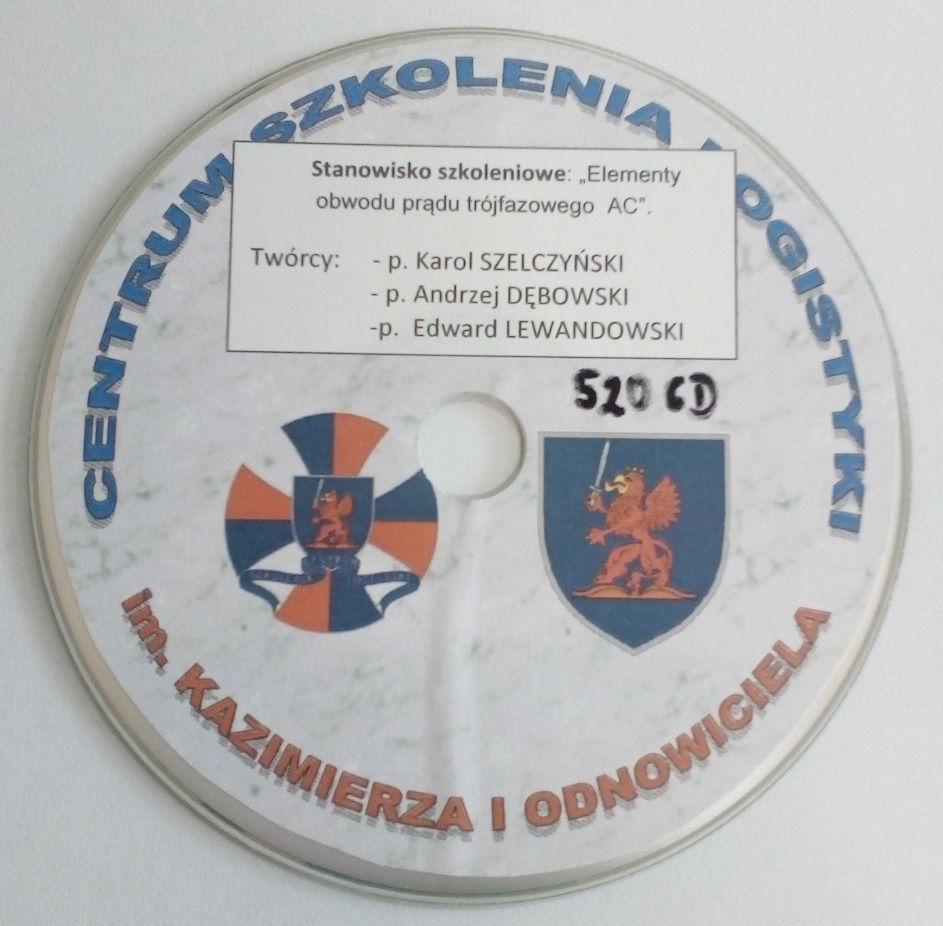 CENTRUM SZKOLENIA LOGISTYKI
Stanowisko szkoleniowe: „Elementy
obwodu prądu trójfazowego AC”.
Twórcy: - p. Karol SZELCZYŃSKI
- p. Andrzej DĘBOWSKI
-p. Edward LEWANDOWSKI
520 CD
im. KAZIMIERZA I ODNOWICIELA